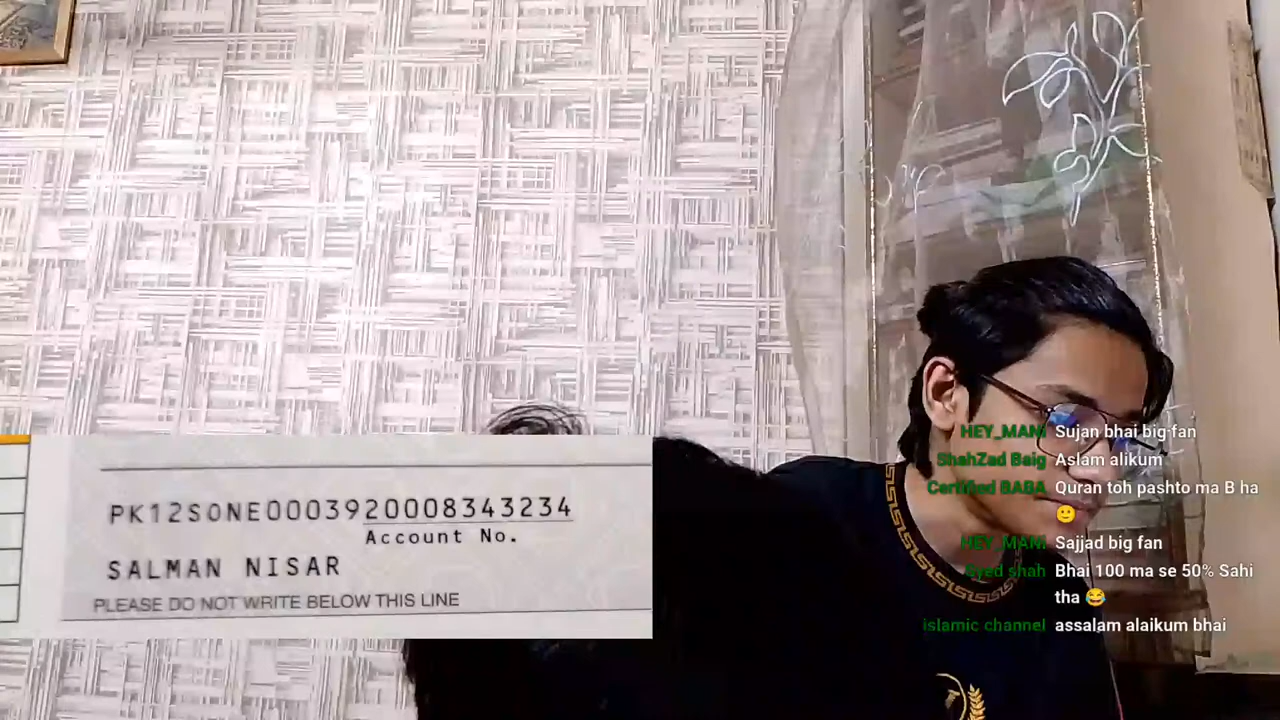 PK12SONE0003920008343234
Account No.
SALMAN NISAR
PLEASE DO NOT WRITE BELOW THIS LINE
HEY_MANI Sujan bhai big fan
ShahZad Baig Aslam alikum
Certified BABA Quran toh pashto ma B ha
🙂
HEY_MANI Sajjad big fan
Syed shah Bhai 100 ma se 50% Sahi
tha 😂
islamic channel assalam alaikum bhai